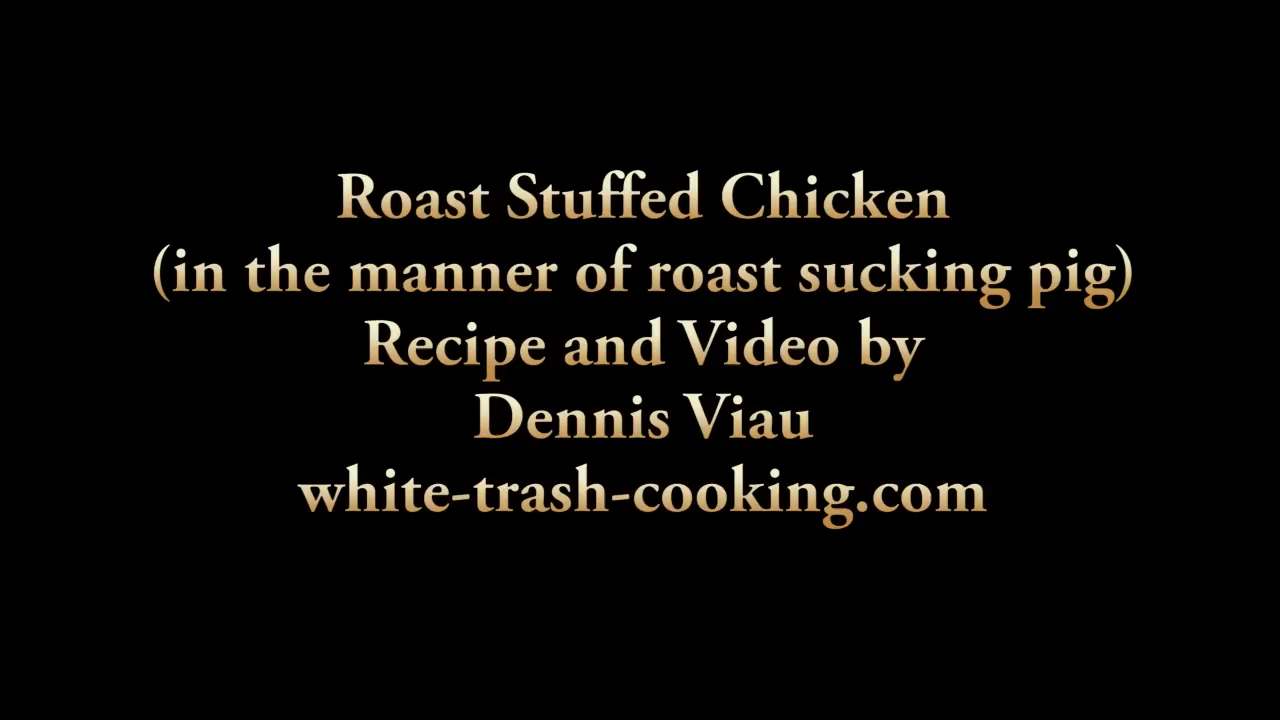 Roast Stuffed Chicken
(in the manner of roast sucking pig)
Recipe and Video by
Dennis Viau
white-trash-cooking.com